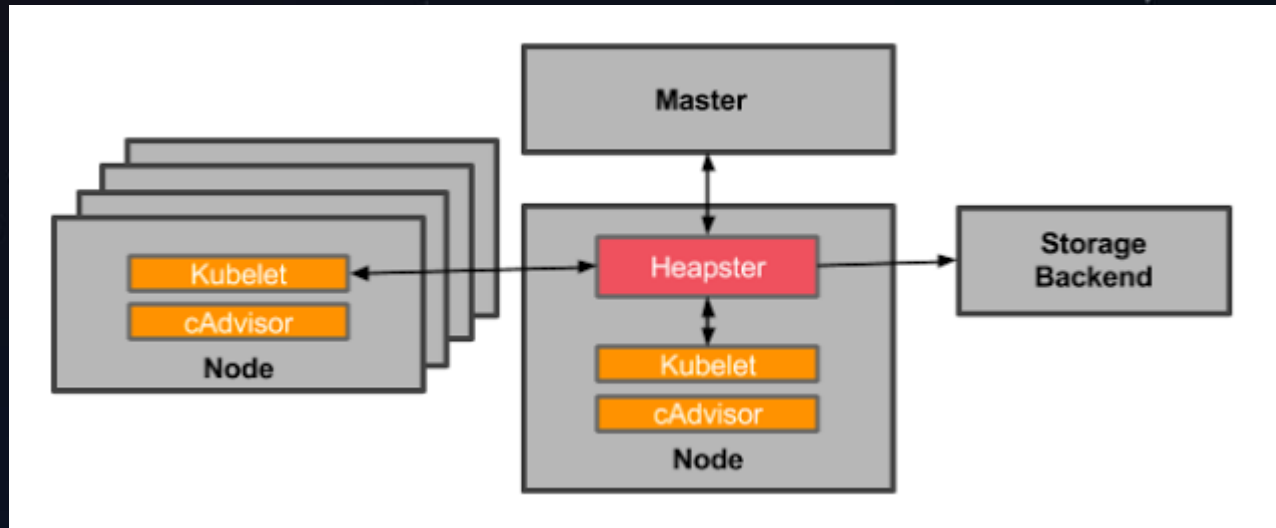 Master
Kubelet
cAdvisor
Node
Heapster
Kubelet
cAdvisor
Node
Storage
Backend